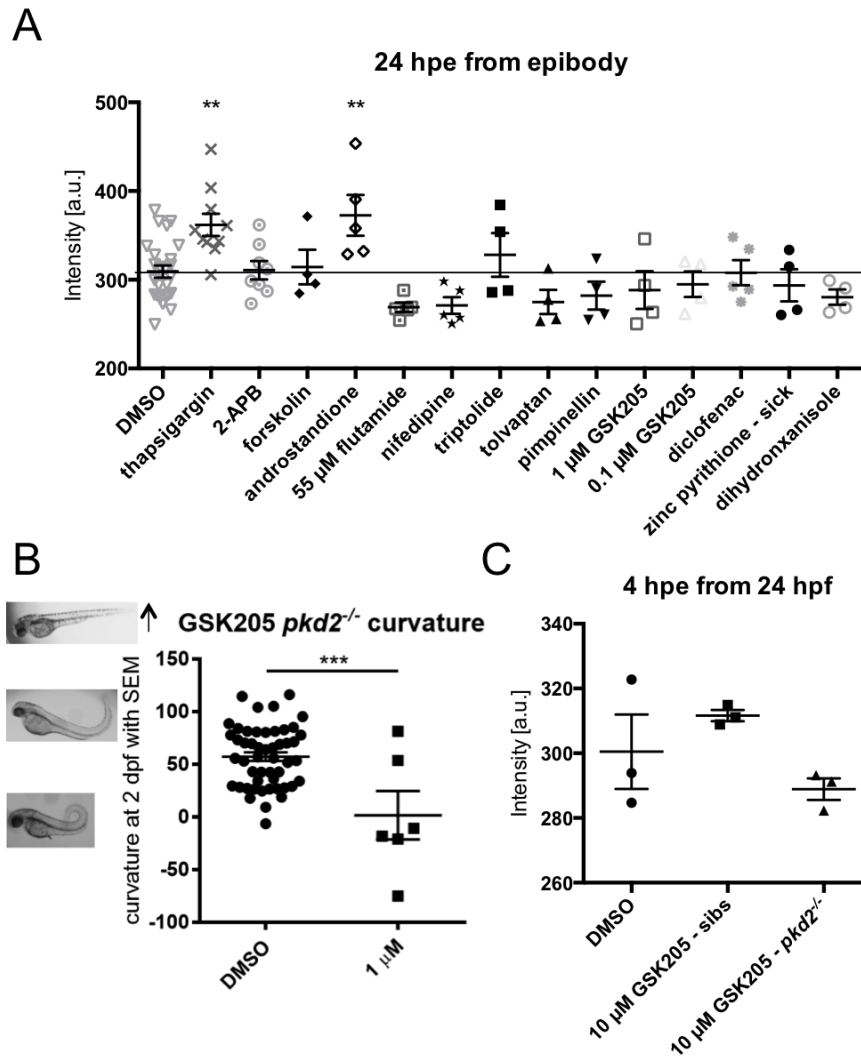 A
24 hpe from epibody
Intensity [a.u.]
500
400
300
200
** **
DMSO
thapsigargin
2-APB
forskolin
androstandione
55 µM flutamide
nifedipine
triptolide
tolvaptan
pimpinellin
1 µM GSK205
0.1 µM GSK205
diclofenac
zinc pyrithione - sick
dihydronxanisole
B
GSK205 pkd2-/- curvature
curvature at 2 dpf with SEM
150
100
50
0
-50
-100
***
DMSO
1 µM
C
4 hpe from 24 hpf
Intensity [a.u.]
340
320
300
280
260
DMSO
10 µM GSK205 - sibs
10 µM GSK205 - pkd2-/-